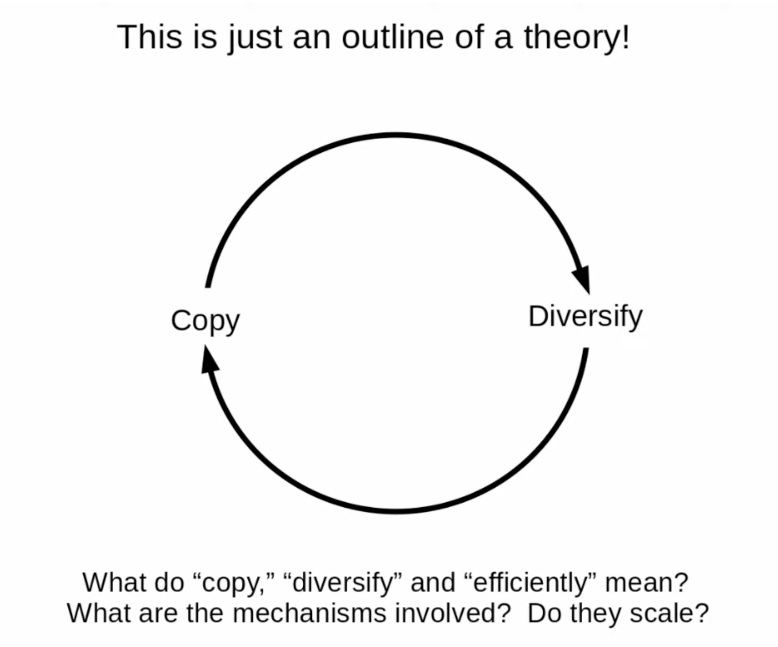 This is just an outline of a theory!
Copy
Diversify
What do “copy,” “diversify” and “efficiently” mean?
What are the mechanisms involved?  Do they scale?